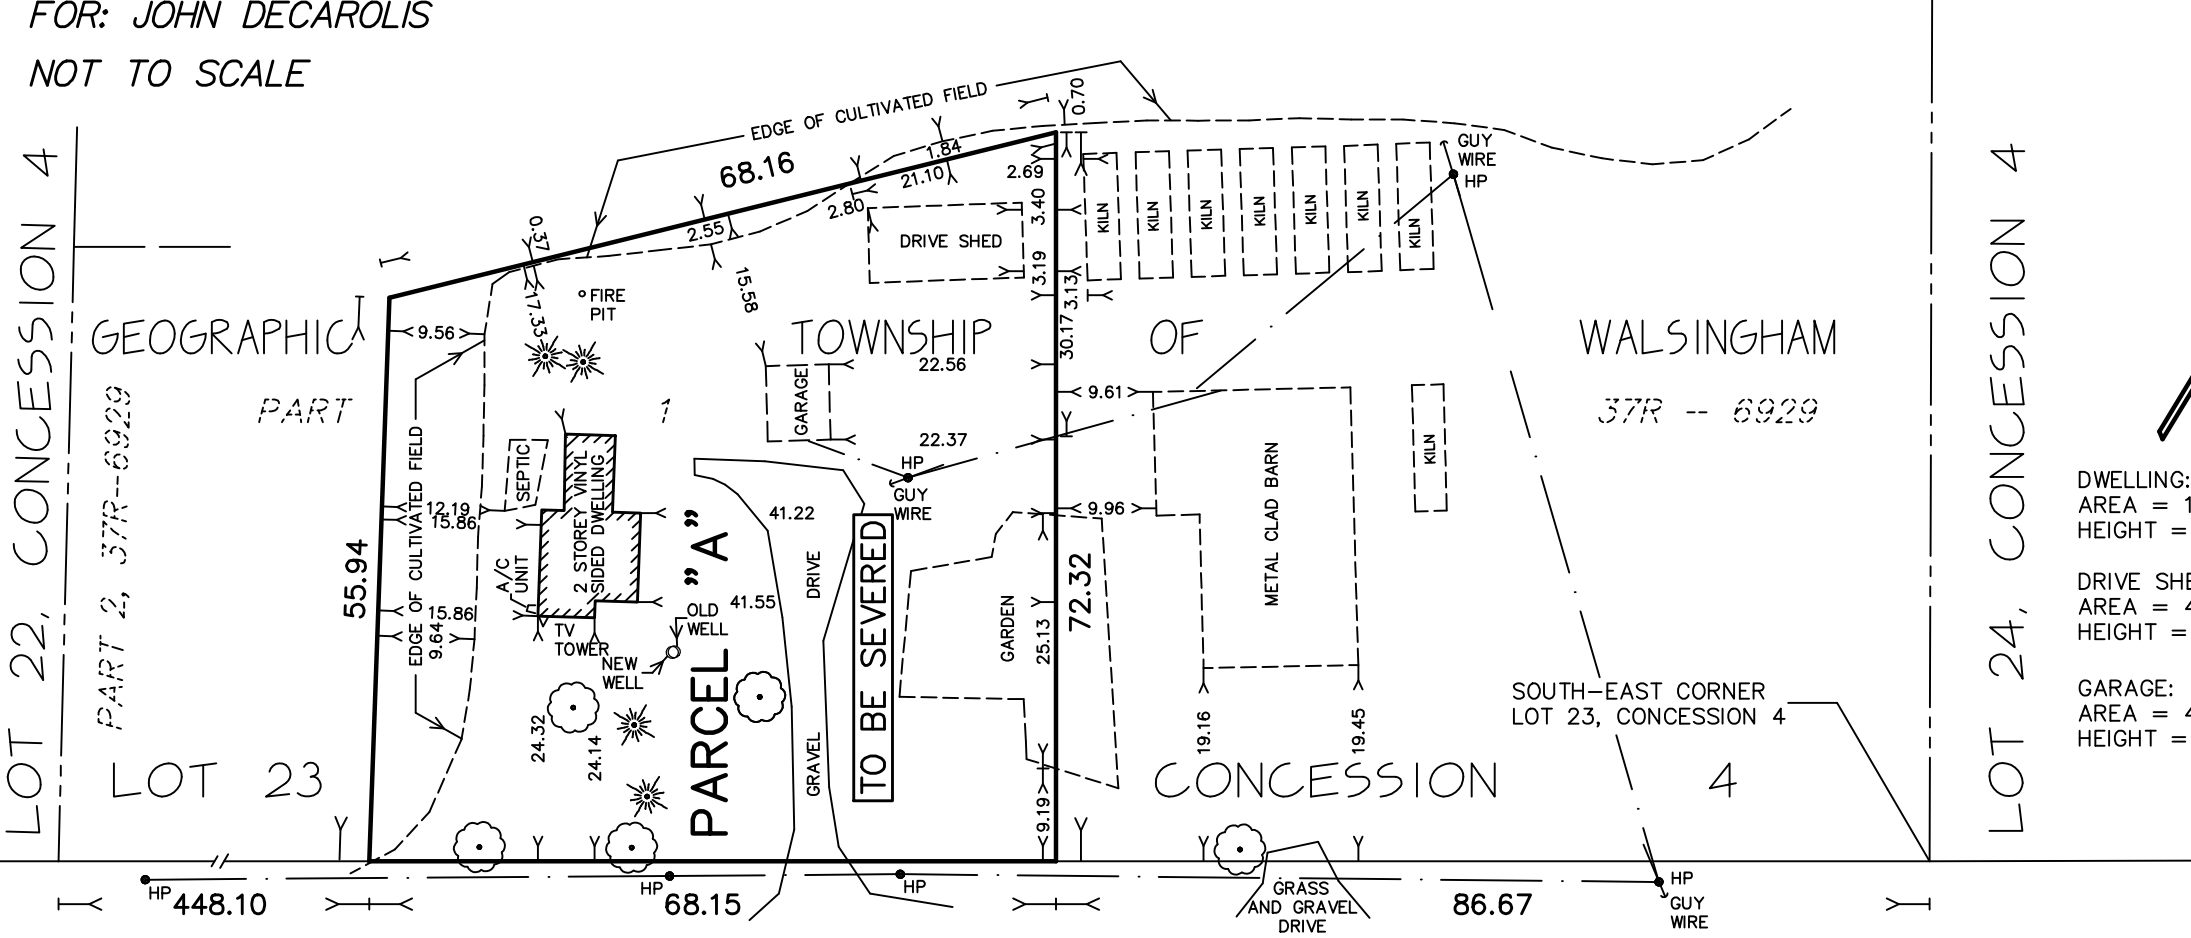 FOR: JOHN DECAROLIS
NOT TO SCALE
EDGE OF CULTIVATED FIELD
68.16
0.37
2.55
1.84
21.10
2.80
0.70
2.69
3.40
3.19
3.13
30.17
DRIVE SHED
KILN
KILN
KILN
KILN
KILN
KILN
KILN
GUY
WIRE
HP
FIRE
PIT
17.33
15.58
9.56
GEOGRAPHIC
TOWNSHIP
OF
WALSINGHAM
LOT 22, CONCESSION 4
PART 2, 37R-6929
PART
1
37R -- 6929
LOT 24, CONCESSION 4
GARAGE
22.56
22.37
9.61
HP
GUY
WIRE
9.96
METAL CLAD BARN
KILN
EDGE OF CULTIVATED FIELD
SEPTIC
2 STOREY VINYL
SIDED DWELLING
12.19
15.86
A/C
UNIT
15.86
9.64
55.94
41.22
41.55
TV
TOWER
OLD
WELL
NEW
WELL
PARCEL "A"
TO BE SEVERED
GRAVEL DRIVE
GARDEN
25.13
72.32
9.19
24.32
24.14
19.16
19.45
SOUTH-EAST CORNER
LOT 23, CONCESSION 4
LOT 23
CONCESSION
4
HP
448.10
HP
68.15
HP
GRASS
AND GRAVEL
DRIVE
86.67
HP
GUY
WIRE
DWELLING:
AREA = 1
HEIGHT =
DRIVE SHE
AREA = 4
HEIGHT =
GARAGE:
AREA = 4
HEIGHT =